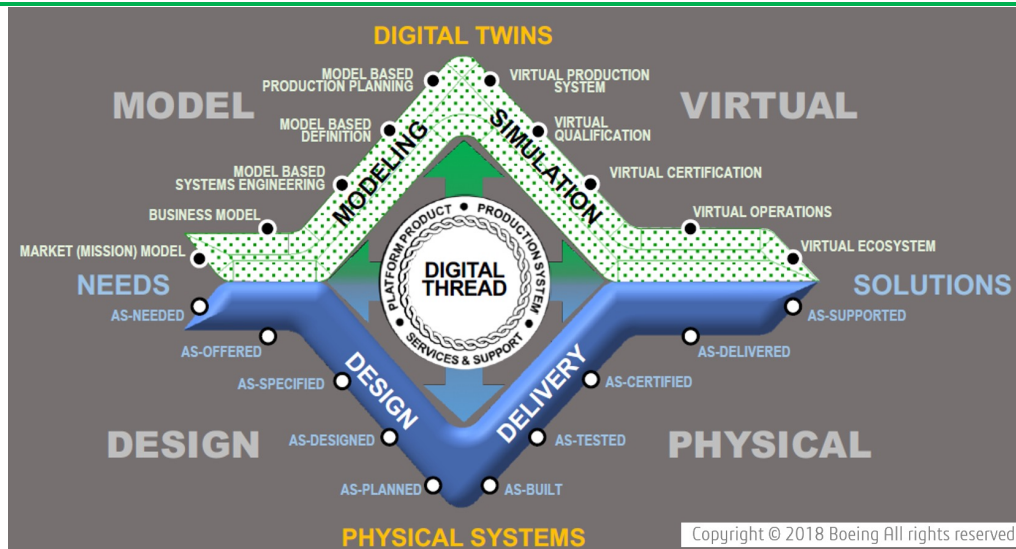 DIGITAL TWINS
MODEL BASED
PRODUCTION PLANNING
VIRTUAL PRODUCTION
SYSTEM
MODEL
VIRTUAL
MODEL BASED
DEFINITION
VIRTUAL
QUALIFICATION
MODELING
SIMULATION
MODEL BASED
SYSTEMS ENGINEERING
VIRTUAL CERTIFICATION
BUSINESS MODEL
VIRTUAL OPERATIONS
MARKET (MISSION) MODEL
VIRTUAL ECOSYSTEM
PLATFORM PRODUCT • PRODUCTION SYSTEM • SERVICES & SUPPORT •
DIGITAL
THREAD
NEEDS
SOLUTIONS
AS-NEEDED
AS-SUPPORTED
AS-OFFERED
AS-DELIVERED
AS-SPECIFIED
AS-CERTIFIED
DESIGN
DELIVERY
DESIGN
PHYSICAL
AS-DESIGNED
AS-TESTED
AS-PLANNED
AS-BUILT
PHYSICAL SYSTEMS
Copyright © 2018 Boeing All rights reserved